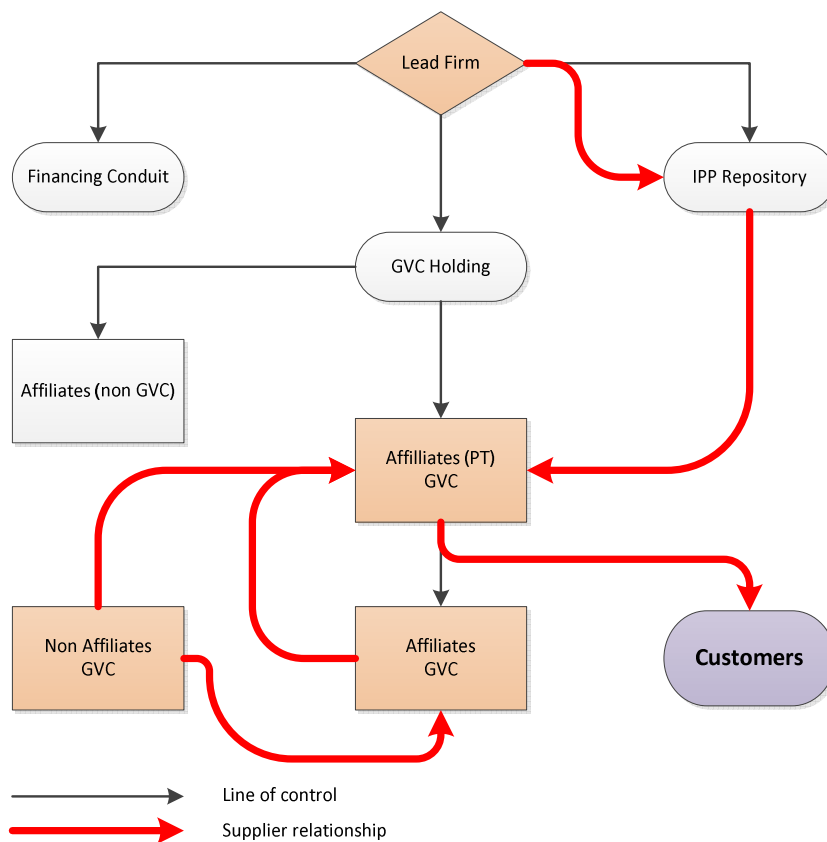 Lead Firm
Financing Conduit
IPP Repository
GVC Holding
Affiliates (non GVC)
Affilliates (PT)
GVC
Non Affiliates
GVC
Affiliates
GVC
Customers
Line of control
Supplier relationship